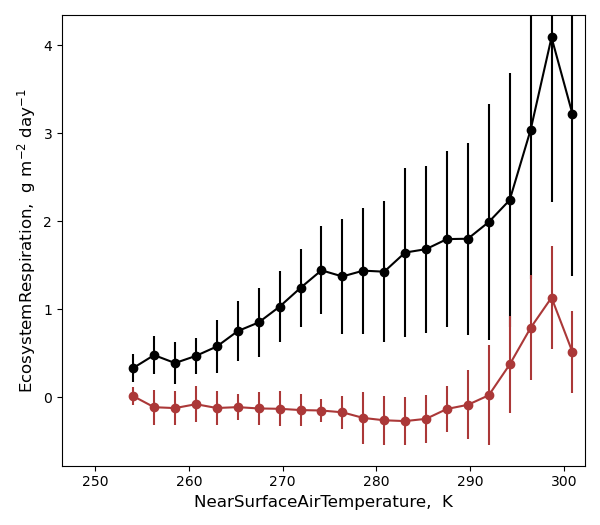 4
3
2
1
0
EcosystemRespiration, g m⁻² day⁻¹
250 260 270 280 290 300
NearSurfaceAirTemperature, K